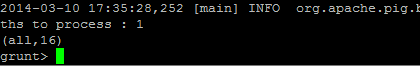 2014-03-10 17:35:28,252 [main] INFO  org.apache.pig.b
ths to process : 1
(all,16)
grunt>